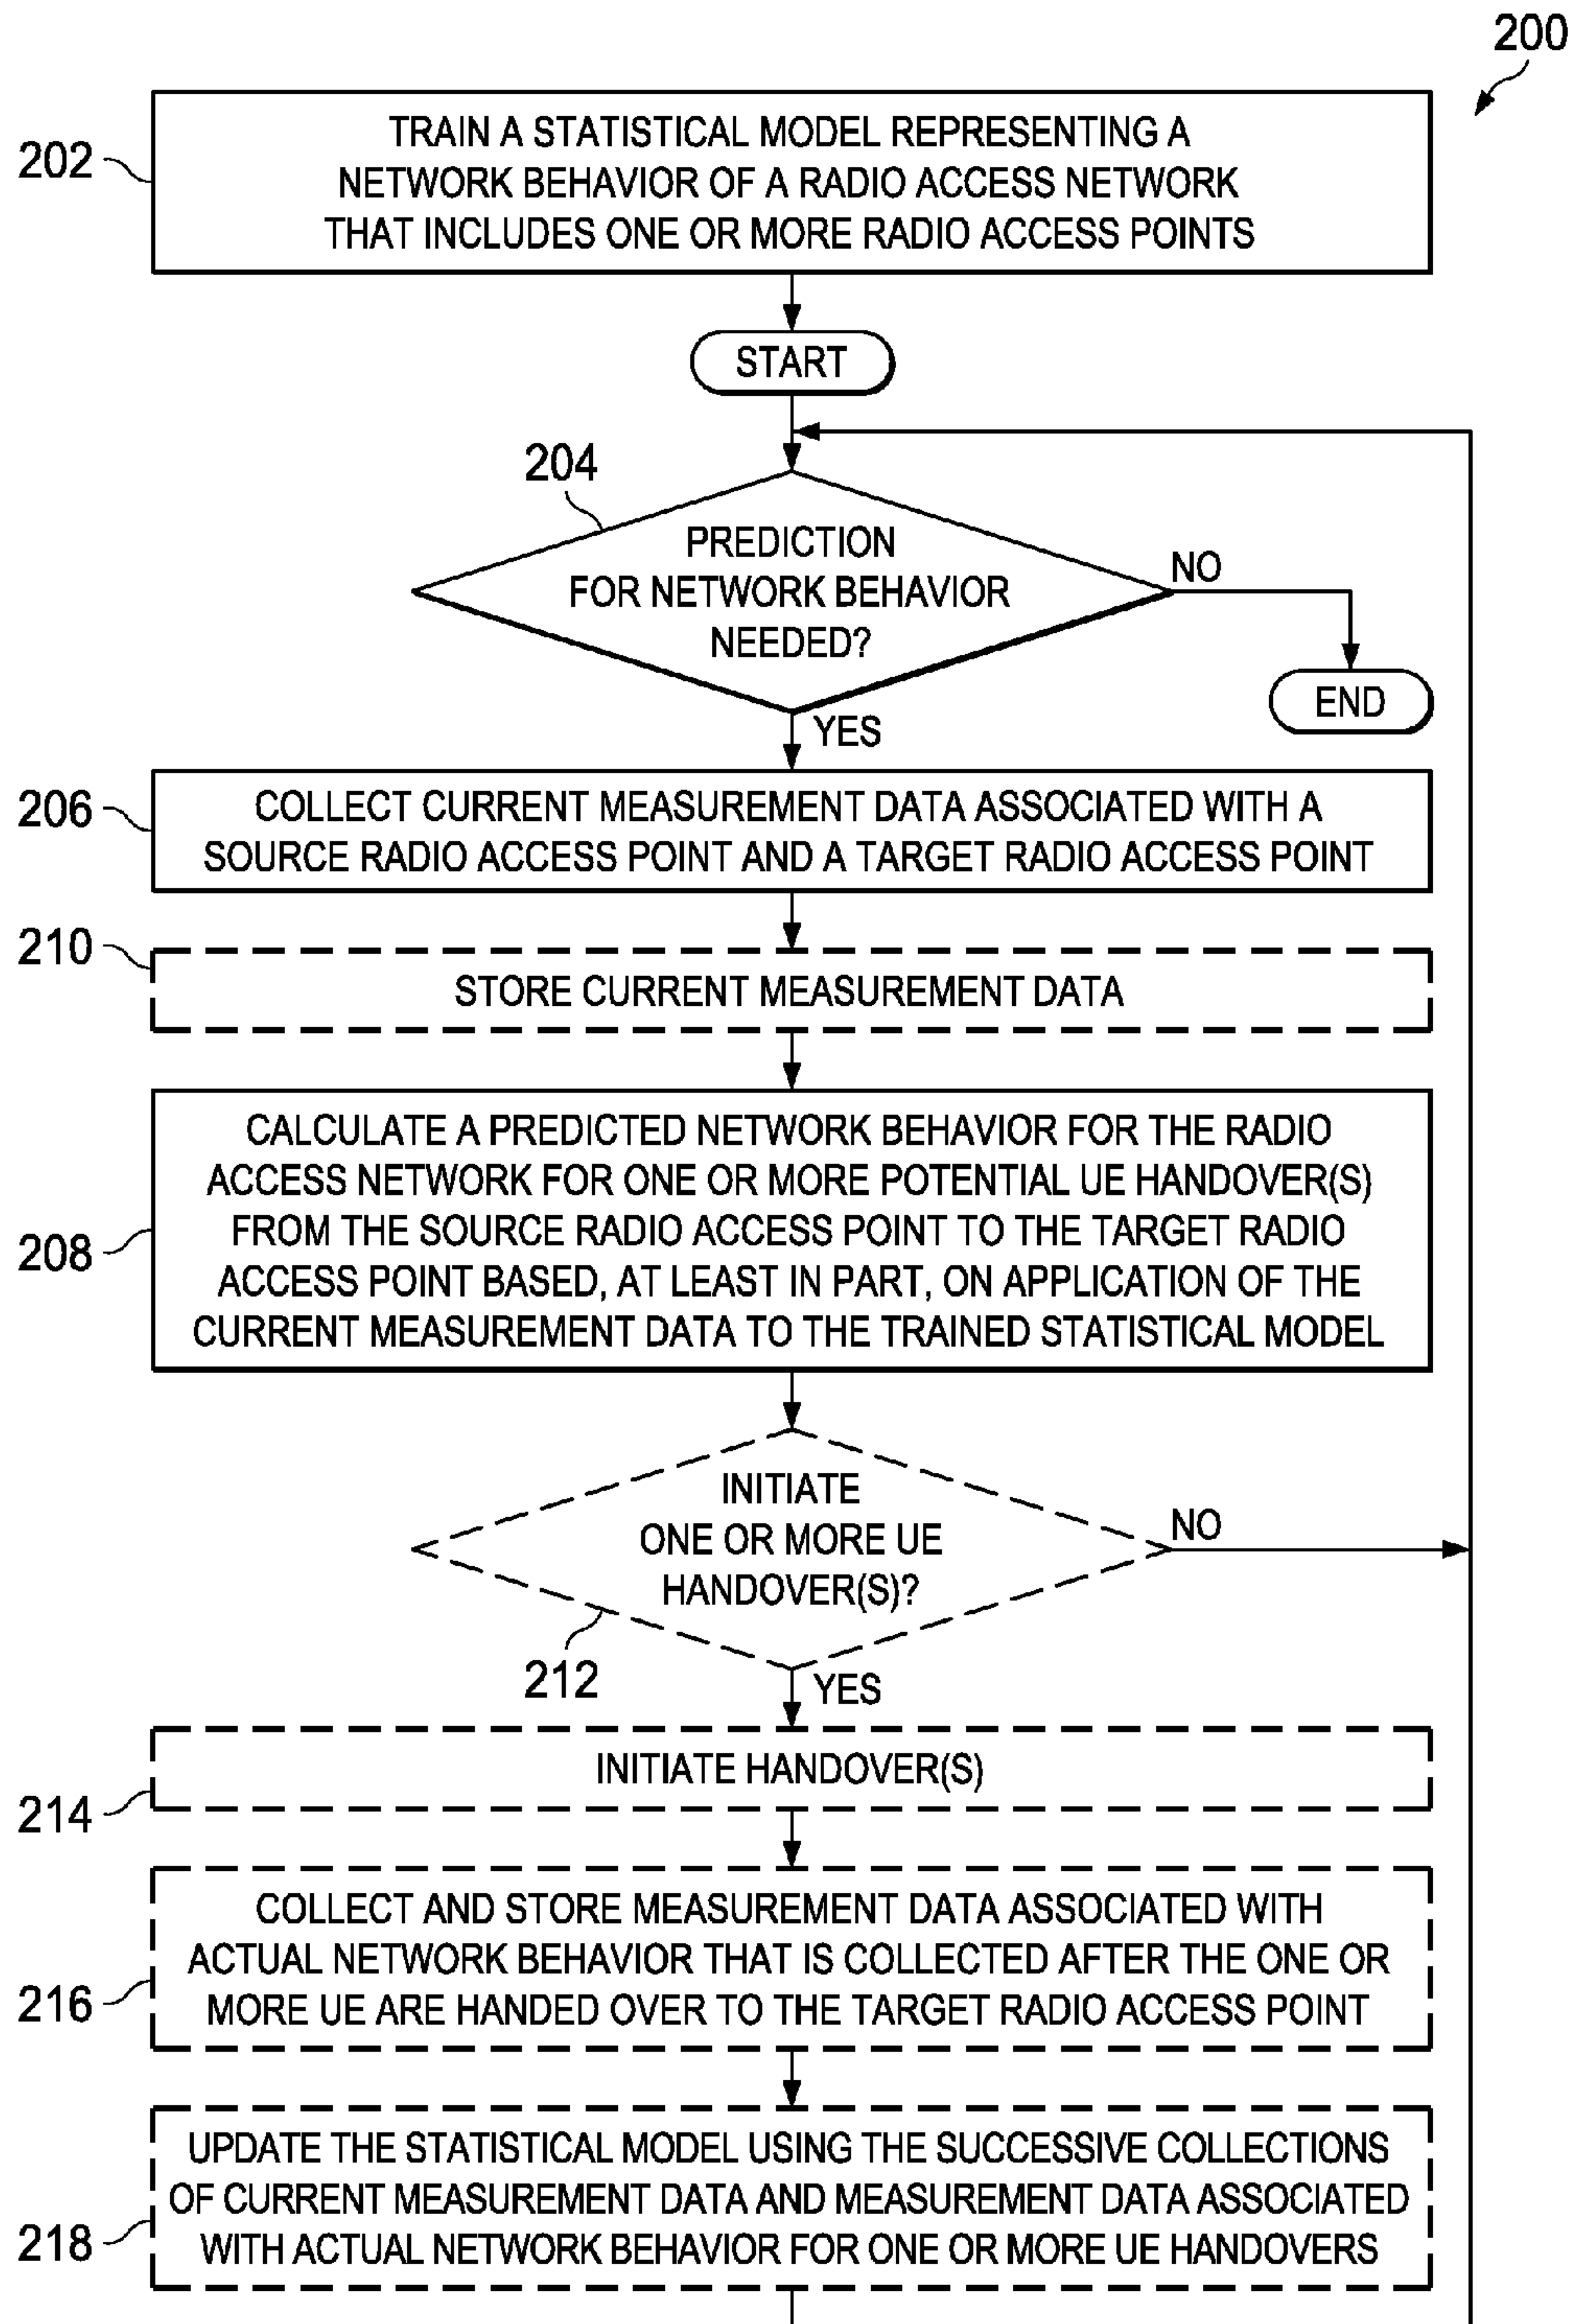 200
202
TRAIN A STATISTICAL MODEL REPRESENTING A
NETWORK BEHAVIOR OF A RADIO ACCESS NETWORK
THAT INCLUDES ONE OR MORE RADIO ACCESS POINTS
START
204
PREDICTION
FOR NETWORK BEHAVIOR
NEEDED?
NO
END
YES
206
COLLECT CURRENT MEASUREMENT DATA ASSOCIATED WITH A
SOURCE RADIO ACCESS POINT AND A TARGET RADIO ACCESS POINT
210
STORE CURRENT MEASUREMENT DATA
208
CALCULATE A PREDICTED NETWORK BEHAVIOR FOR THE RADIO
ACCESS NETWORK FOR ONE OR MORE POTENTIAL UE HANDOVER(S)
FROM THE SOURCE RADIO ACCESS POINT TO THE TARGET RADIO
ACCESS POINT BASED, AT LEAST IN PART, ON APPLICATION OF THE
CURRENT MEASUREMENT DATA TO THE TRAINED STATISTICAL MODEL
INITIATE
ONE OR MORE UE
HANDOVER(S)?
NO
212
YES
INITIATE HANDOVER(S)
214
COLLECT AND STORE MEASUREMENT DATA ASSOCIATED WITH
ACTUAL NETWORK BEHAVIOR THAT IS COLLECTED AFTER THE ONE OR
MORE UE ARE HANDED OVER TO THE TARGET RADIO ACCESS POINT
216
UPDATE THE STATISTICAL MODEL USING THE SUCCESSIVE COLLECTIONS
OF CURRENT MEASUREMENT DATA AND MEASUREMENT DATA ASSOCIATED
WITH ACTUAL NETWORK BEHAVIOR FOR ONE OR MORE UE HANDOVERS
218